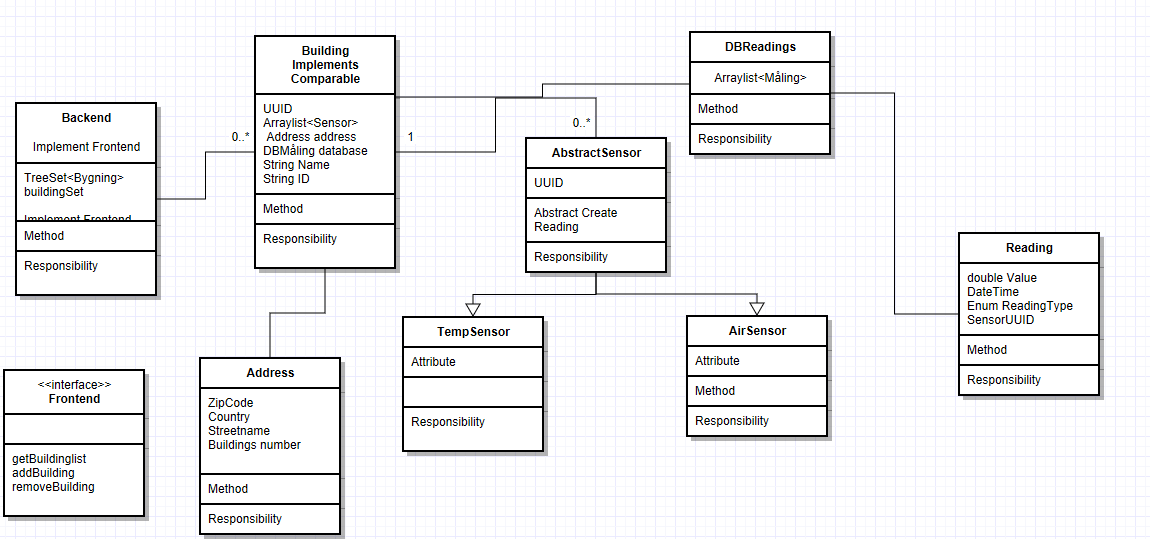 Backend
Implement Frontend
TreeSet<Bygning>
buildingSet
Implement Frontend
Method
Responsibility
0..*
Building
Implements
Comparable
UUID
Arraylist<Sensor>
Address address
DBMåling database
String Name
String ID
Method
Responsibility
1
0..*
AbstractSensor
UUID
Abstract Create
Reading
Responsibility
DBReadings
Arraylist<Måling>
Method
Responsibility
Reading
double Value
DateTime
Enum ReadingType
SensorUUID
Method
Responsibility
<<interface>>
Frontend
getBuildinglist
addBuilding
removeBuilding
Address
ZipCode
Country
Streetname
Buildings number
Method
Responsibility
TempSensor
Attribute
Responsibility
AirSensor
Attribute
Method
Responsibility